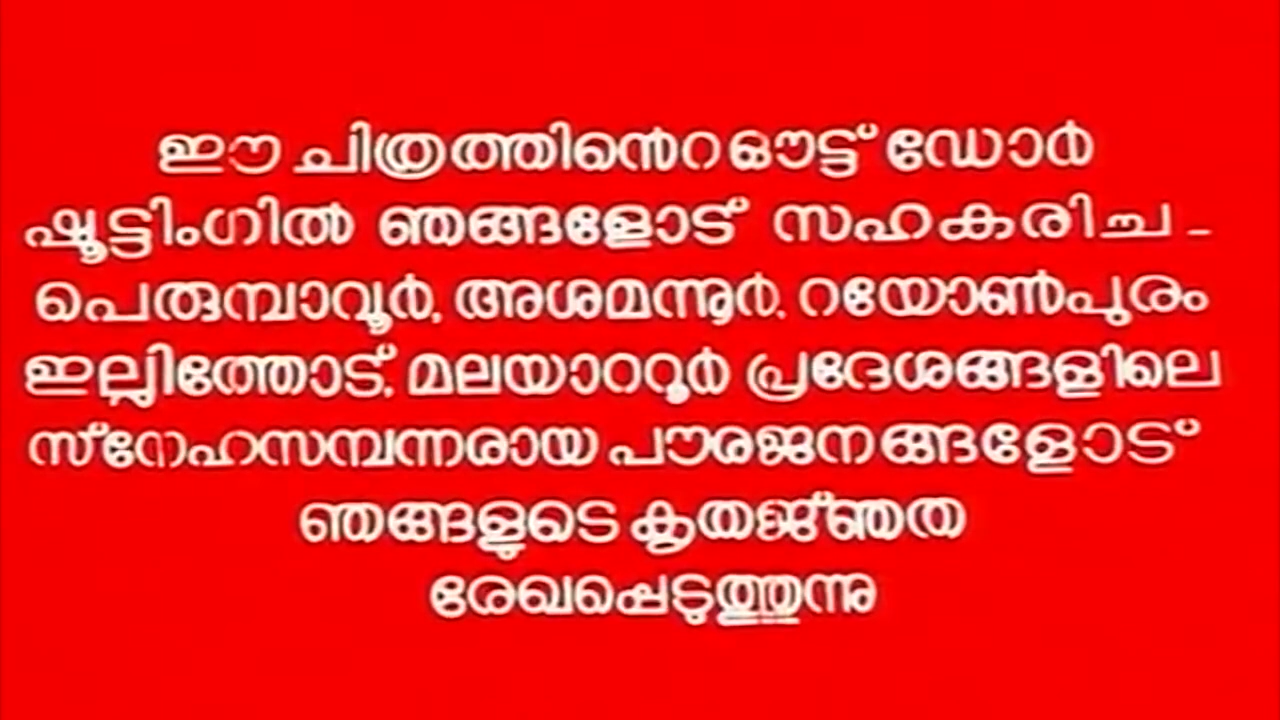 ഈ ചിത്രത്തിൻെറ ഔട്ട് ഡോർ
ഷൂട്ടിംഗിൽ ഞങ്ങളോട് സഹകരിച്ച -
പെരുമ്പാവൂർ, അശമന്നൂർ, റയോൺപുരം
ഇല്ലിത്തോട്, മലയാററൂർ പ്രദേശങ്ങളിലെ
സ്നേഹസമ്പന്നരായ പൗരജനങ്ങളോട്
ഞങ്ങളുടെ കൃതജ്ഞത
രേഖപ്പെടുത്തുന്നു